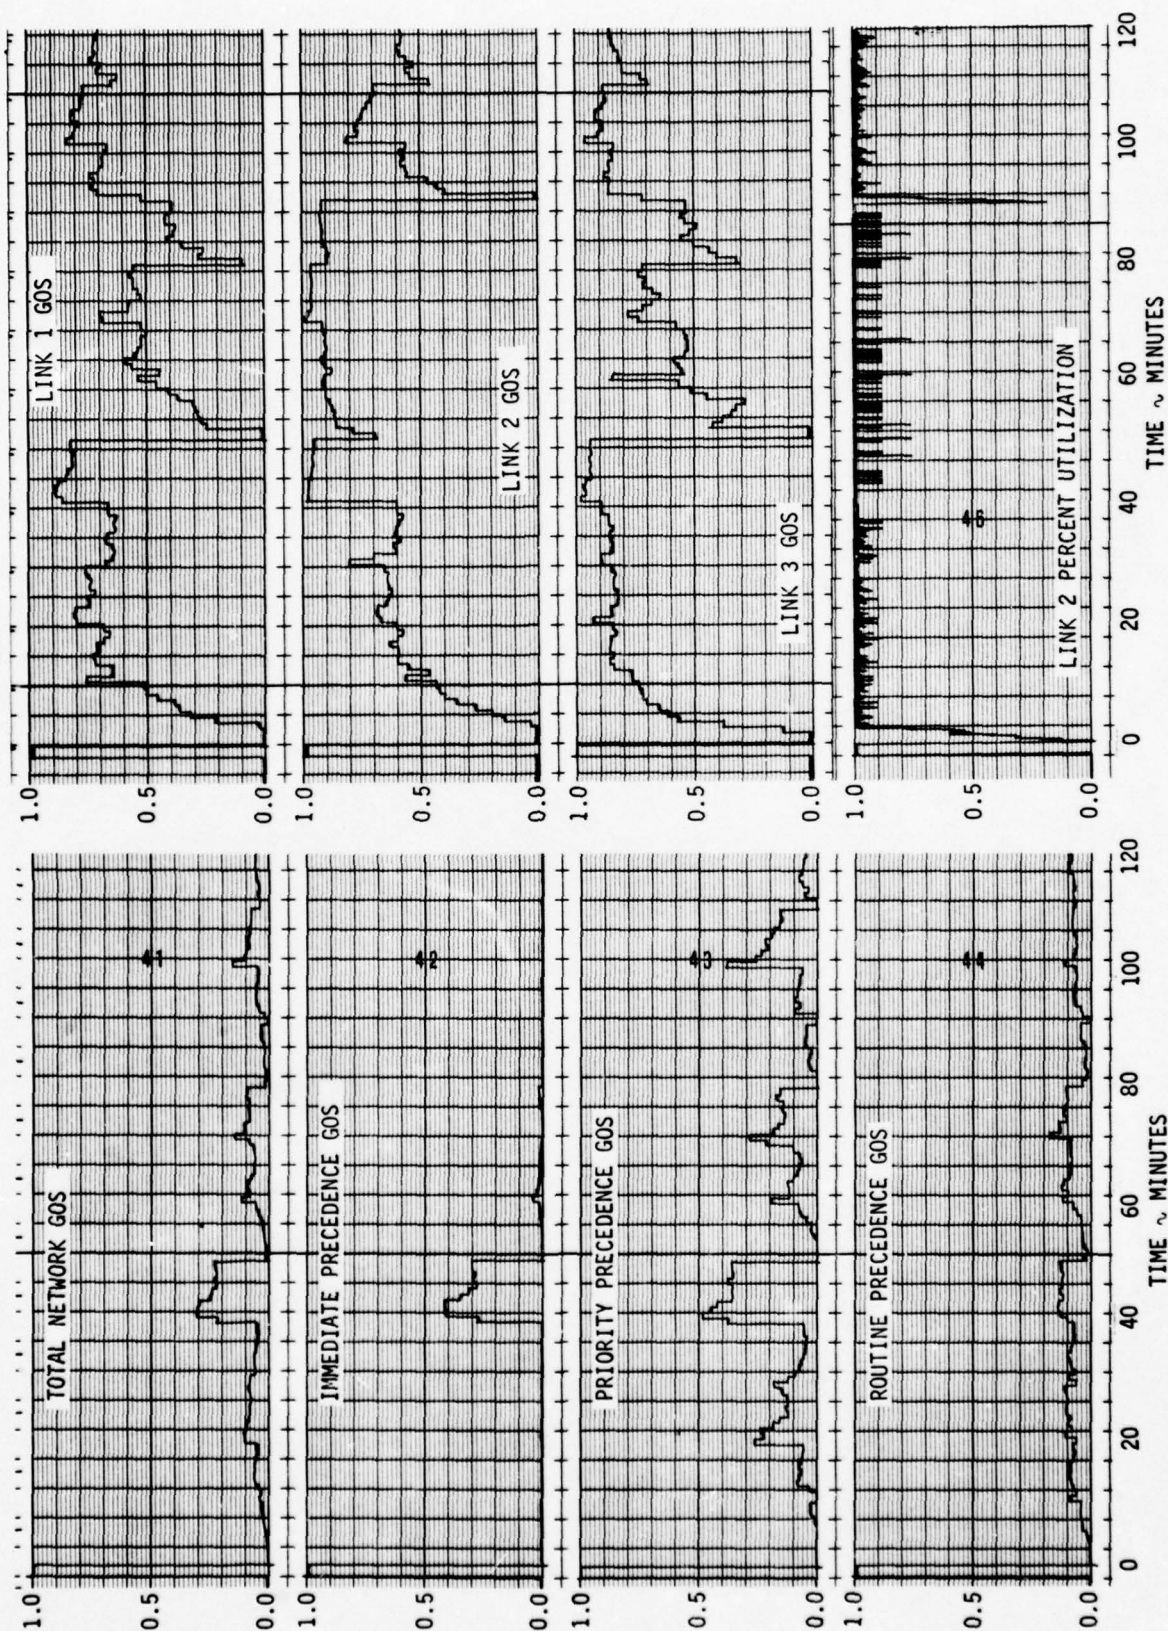 TOTAL NETWORK GOS
1.0
0.5
0.0
41
IMMEDIATE PRECEDENCE GOS
1.0
0.5
0.0
42
PRIORITY PRECEDENCE GOS
1.0
0.5
0.0
43
ROUTINE PRECEDENCE GOS
1.0
0.5
0.0
44
0 20 40 60 80 100 120
TIME ~ MINUTES
LINK 1 GOS
1.0
0.5
0.0
LINK 2 GOS
1.0
0.5
0.0
LINK 3 GOS
1.0
0.5
0.0
1.0
0.5
0.0
46
LINK 2 PERCENT UTILIZATION
0 20 40 60 80 100 120
TIME ~ MINUTES